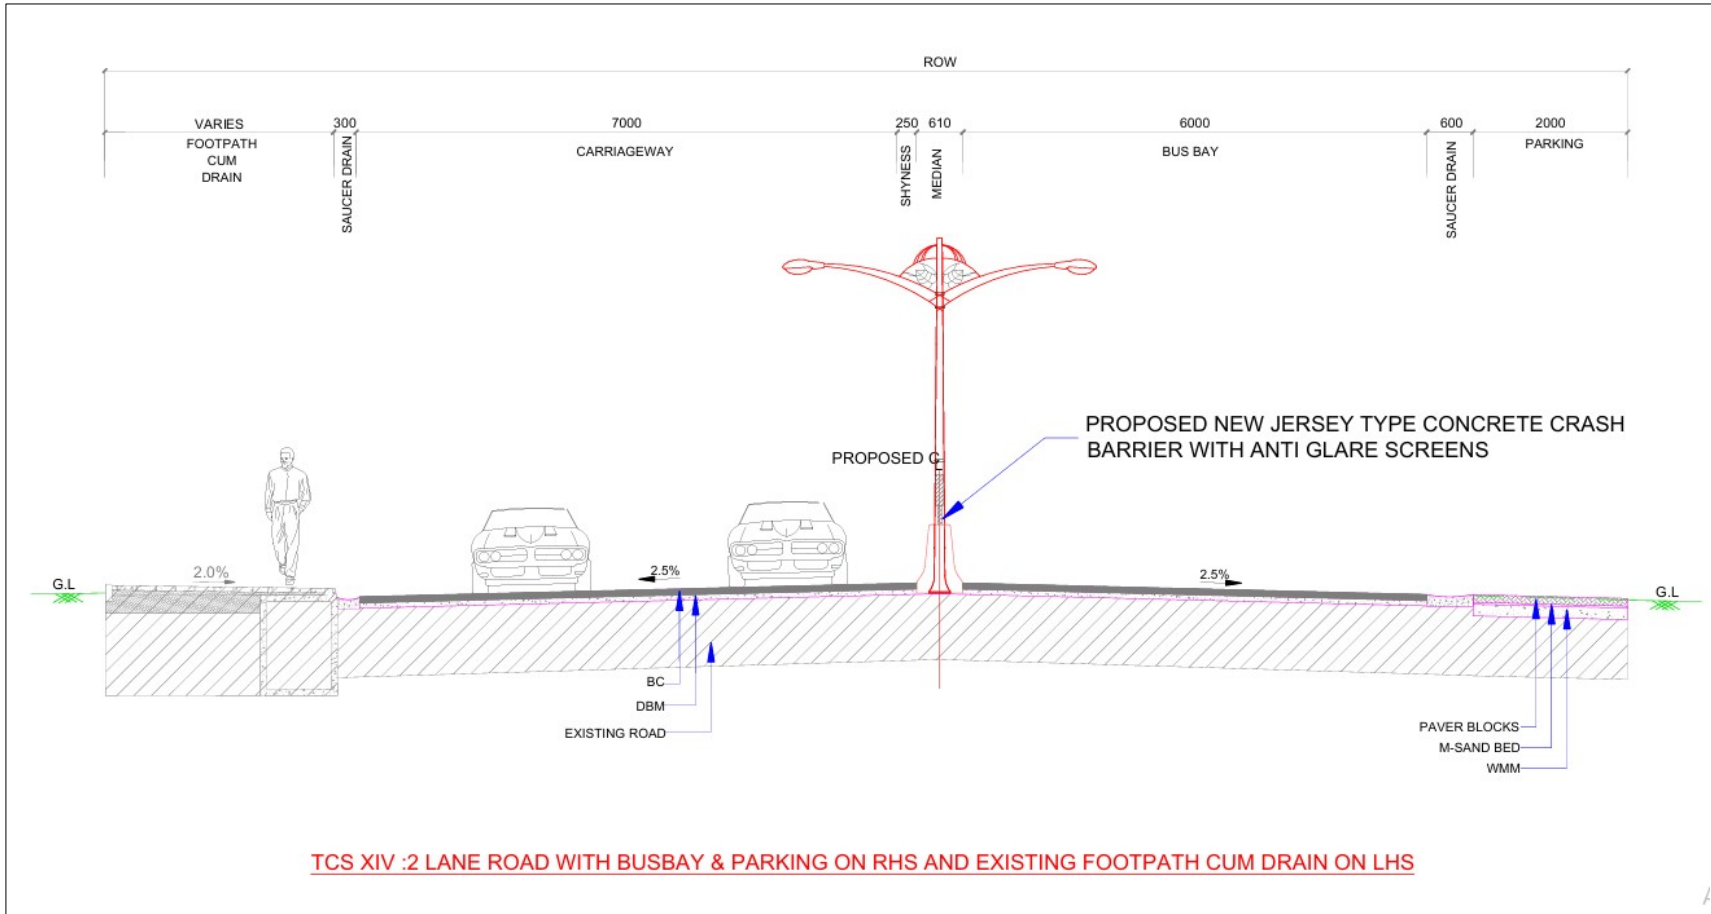 ROW
VARIES
300
7000
250
610
6000
600
2000
FOOTPATH
CUM
DRAIN
SAUCER DRAIN
CARRIAGEWAY
SHYNESS
MEDIAN
BUS BAY
SAUCER DRAIN
PARKING
PROPOSED NEW JERSEY TYPE CONCRETE CRASH
BARRIER WITH ANTI GLARE SCREENS
PROPOSED CL
2.0%
2.5%
2.5%
G.L
G.L
BC
DBM
EXISTING ROAD
PAVER BLOCKS
M-SAND BED
WMM
TCS XIV :2 LANE ROAD WITH BUSBAY & PARKING ON RHS AND EXISTING FOOTPATH CUM DRAIN ON LHS